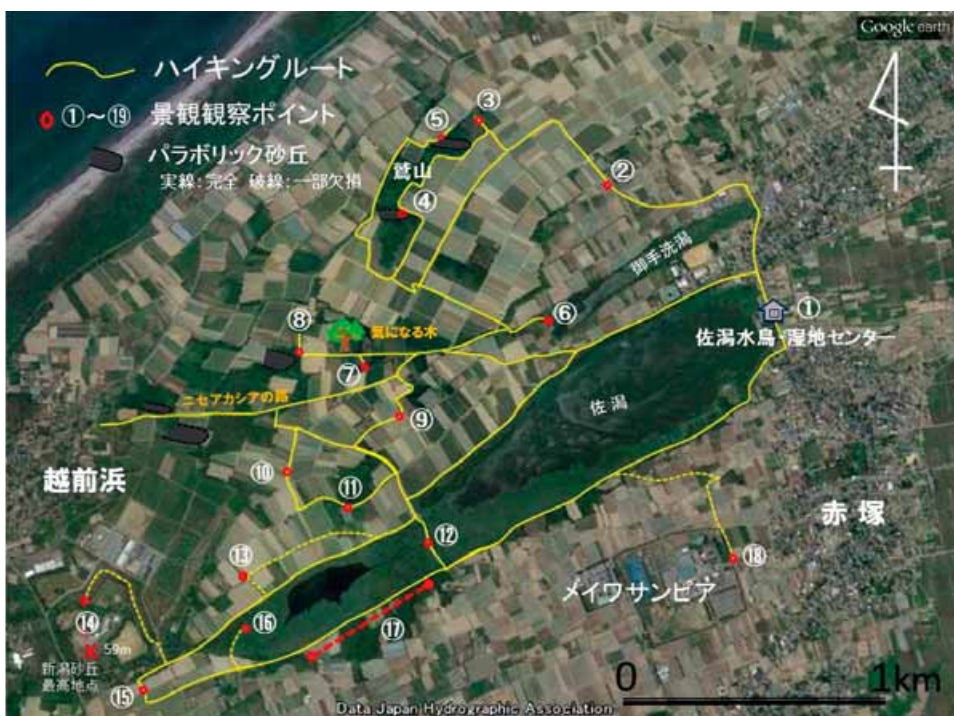 Google earth
ハイキングルート
①～⑲ 景観観察ポイント
パラボリック砂丘
実線：完全 破線：一部欠損
③
⑤
鷲山
②
④
御手洗潟
⑥
①
佐潟水鳥・湿地センター
⑧
気になる木
⑦
ニセアカシアの路
佐潟
⑨
越前浜
⑩
⑪
赤塚
⑫
⑬
⑱
メイワサンピア
⑭
59m
新潟砂丘
最高地点
⑯
⑰
⑮
0 1km
Data Japan Hydrographic Association